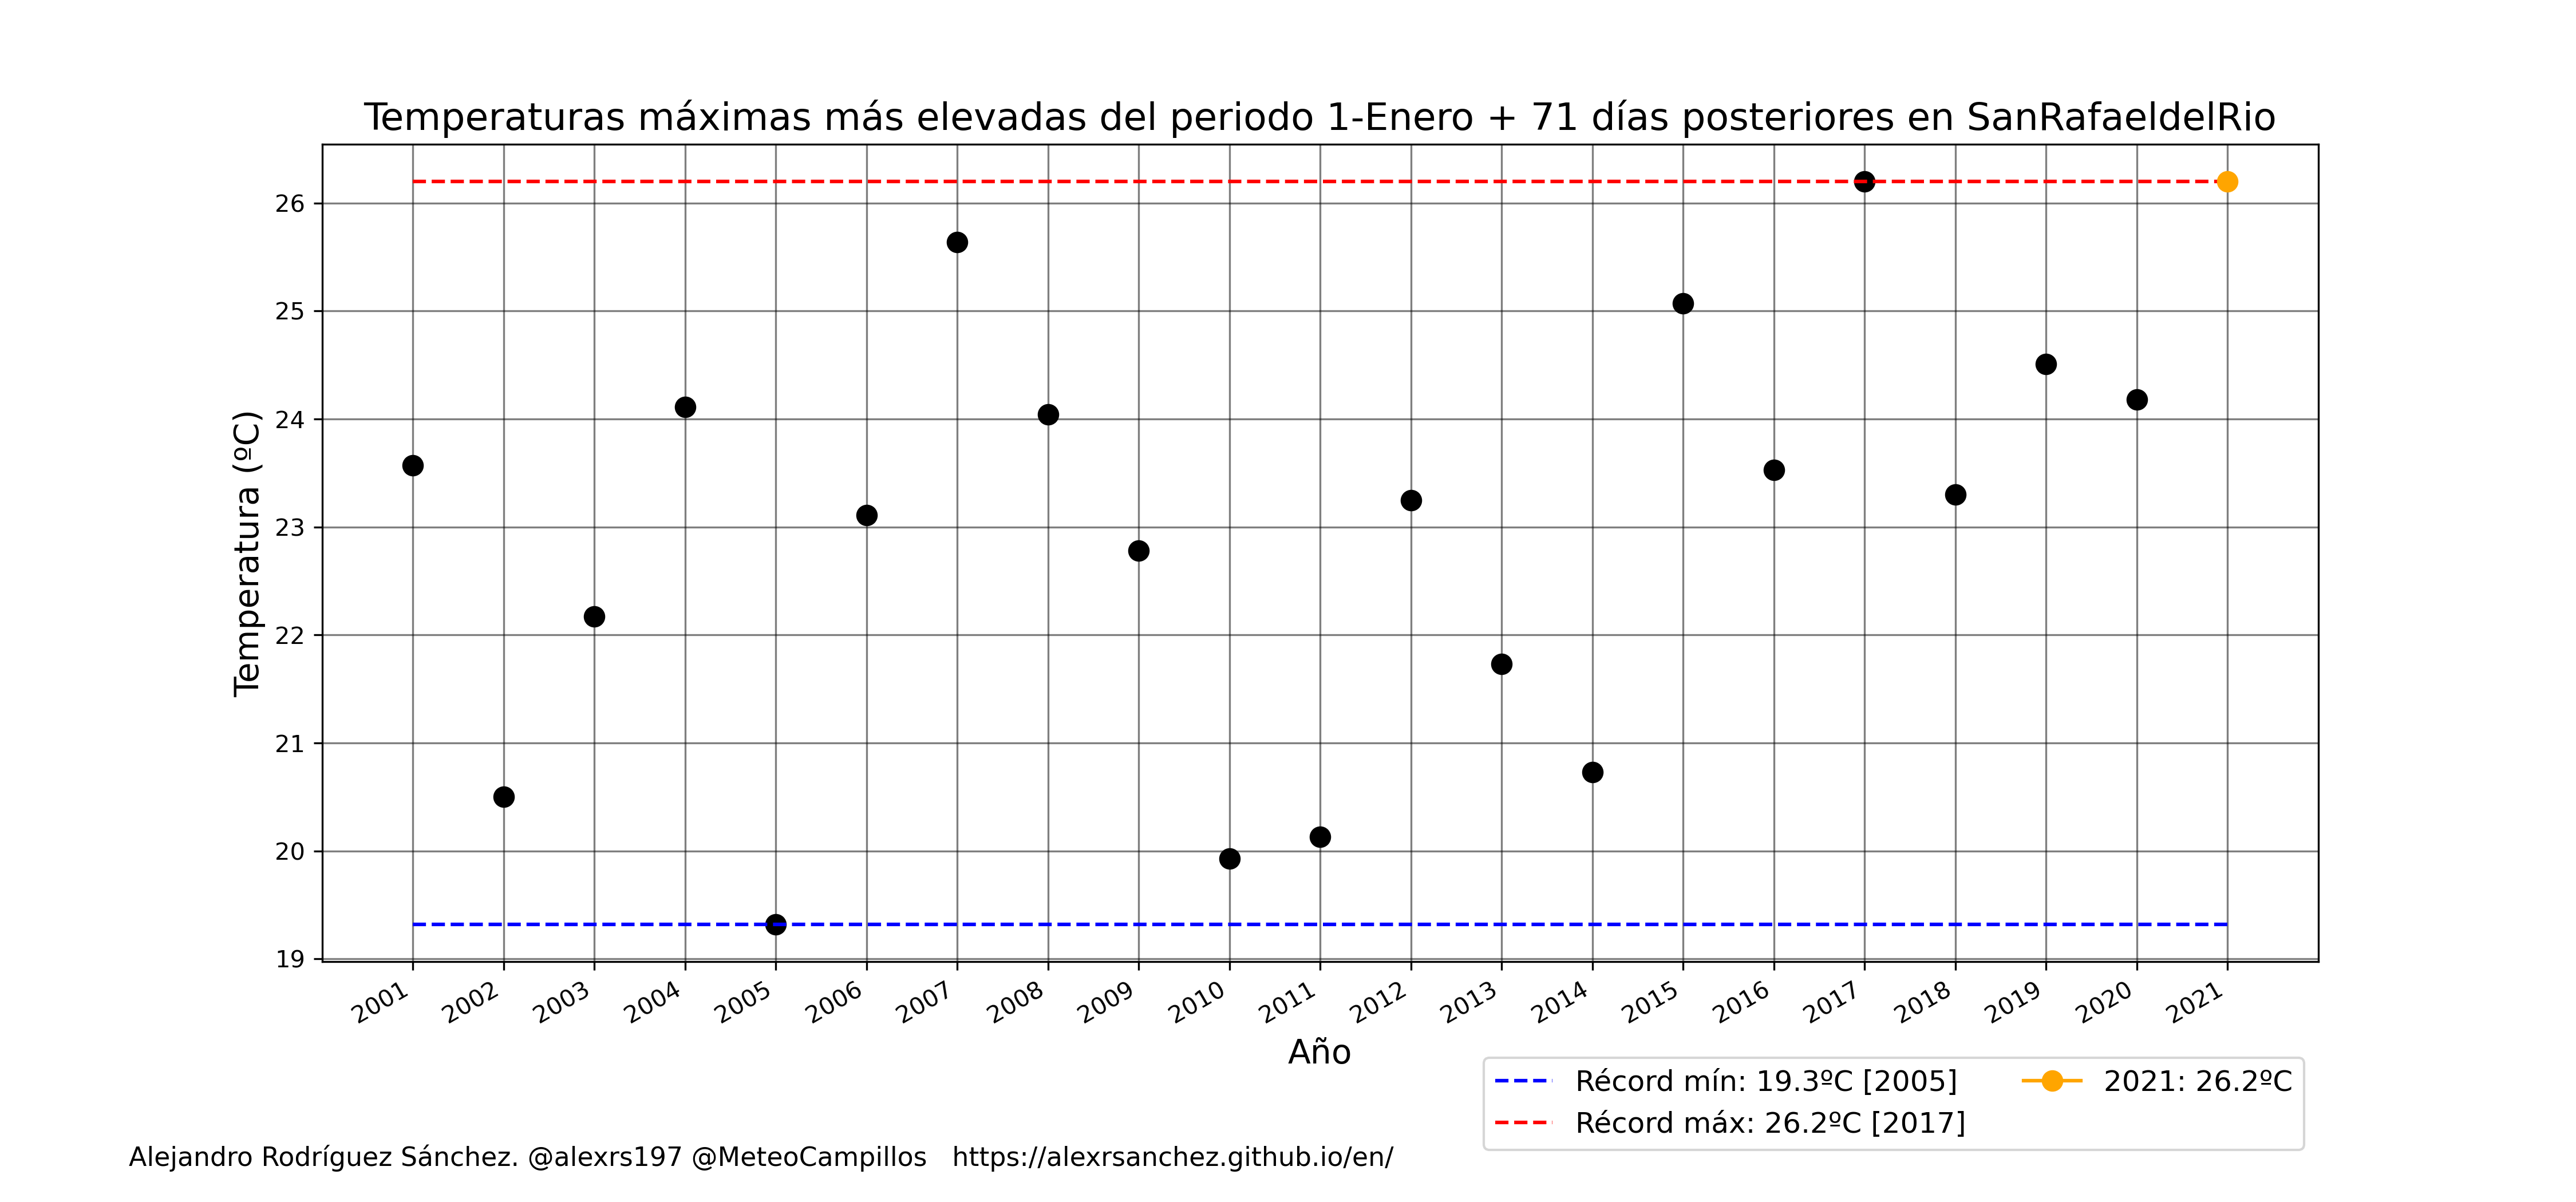 Temperaturas máximas más elevadas del periodo 1-Enero + 71 días posteriores en SanRafaeldelRio
Temperatura (ºC)
26
25
24
23
22
21
20
19
2001 2002 2003 2004 2005 2006 2007 2008 2009 2010 2011 2012 2013 2014 2015 2016 2017 2018 2019 2020 2021
Año
Récord mín: 19.3ºC [2005]
Récord máx: 26.2ºC [2017]
2021: 26.2ºC
Alejandro Rodríguez Sánchez. @alexrs197 @MeteoCampillos https://alexrsanchez.github.io/en/